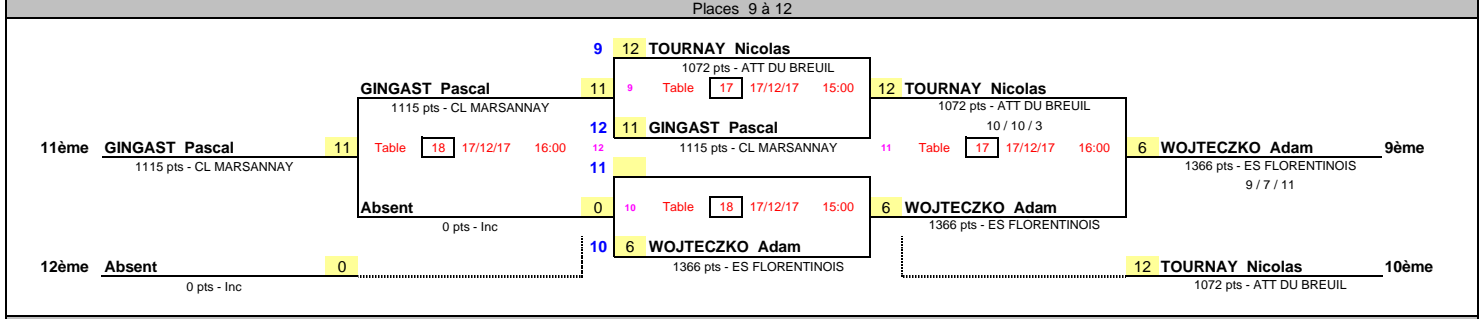 Places 9 à 12
9 12 TOURNAY Nicolas
1072 pts - ATT DU BREUIL
GINGAST Pascal 11 9 Table 17 17/12/17 15:00 12 TOURNAY Nicolas
1115 pts - CL MARSANNAY 1072 pts - ATT DU BREUIL
12 11 GINGAST Pascal 10 / 10 / 3
11ème GINGAST Pascal 11 Table 18 17/12/17 16:00 12 1115 pts - CL MARSANNAY 11 Table 17 17/12/17 16:00 6 WOJTECZKO Adam 9ème
1115 pts - CL MARSANNAY 11 1366 pts - ES FLORENTINOIS
9 / 7 / 11
Absent 0 10 Table 18 17/12/17 15:00 6 WOJTECZKO Adam
0 pts - Inc 1366 pts - ES FLORENTINOIS
10 6 WOJTECZKO Adam
12ème Absent 0 1366 pts - ES FLORENTINOIS 12 TOURNAY Nicolas 10ème
0 pts - Inc 1072 pts - ATT DU BREUIL